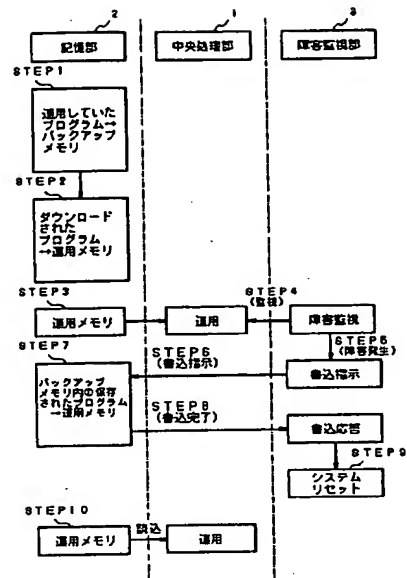 2
1
3
記憶部
中央処理部
障害監視部
STEP1
運用していた
プログラム→
バックアップ
メモリ
STEP2
ダウンロード
された
プログラム
→運用メモリ
STEP3
運用メモリ
運用
STEP4
(監視)
障害監視
STEP5
(障害発生)
書込指示
STEP6
(書込指示)
STEP7
バックアップ
メモリ内の保存
されたプログラム
→運用メモリ
STEP8
(書込完了)
書込応答
STEP9
システム
リセット
STEP10
運用メモリ
読込
運用